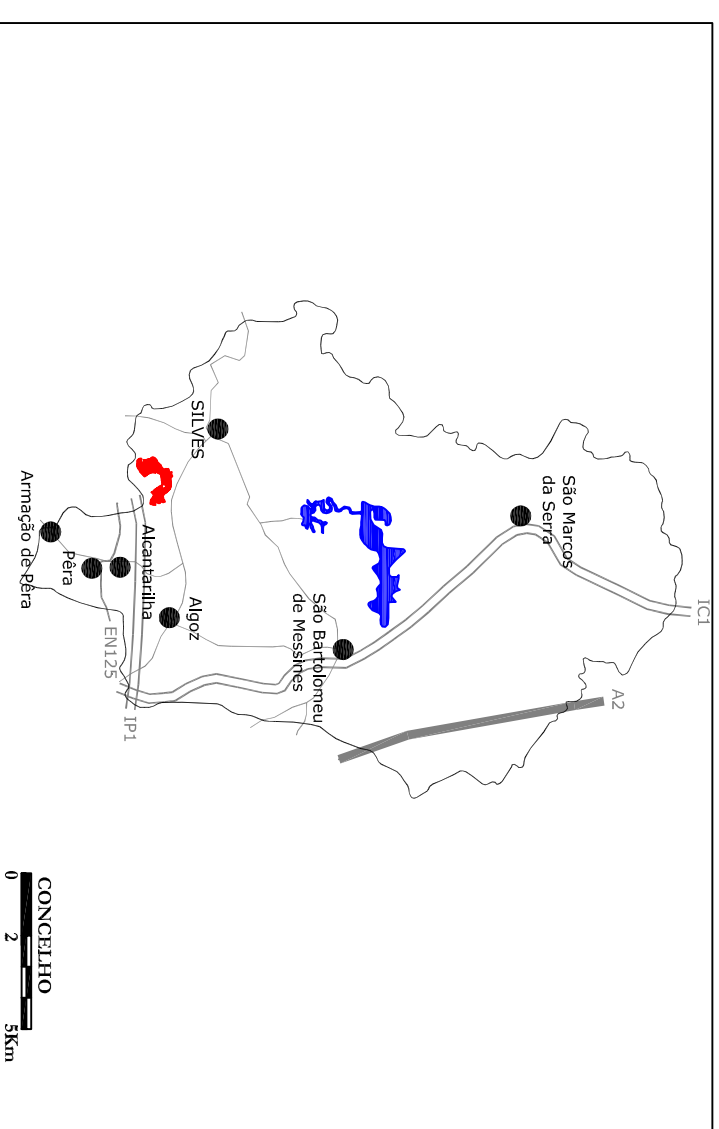 IC1
São Marcos
da Serra
A2
São Bartolomeu
de Messines
SILVES
Algoz
Alcantarilha
IP1
EN125
Pêra
Armação de Pêra
CONCELHO
0 2 5Km